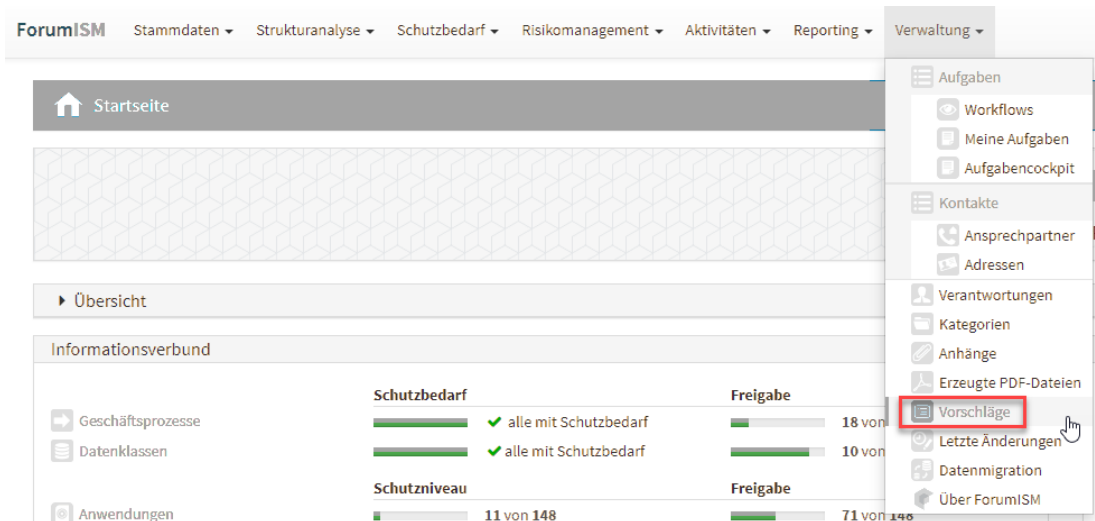 ForumISM Stammdaten Strukturanalyse Schutzbedarf Risikomanagement Aktivitäten Reporting Verwaltung
Startseite
Übersicht
Informationsverbund
Schutzbedarf Freigabe
Geschäftsprozesse alle mit Schutzbedarf 18 von
Datenklassen alle mit Schutzbedarf 10 von
Schutzniveau Freigabe
Anwendungen 11 von 148 71 von 148
Aufgaben
Workflows
Meine Aufgaben
Aufgabencockpit
Kontakte
Ansprechpartner
Adressen
Verantwortungen
Kategorien
Anhänge
Erzeugte PDF-Dateien
Vorschläge
Letzte Änderungen
Datenmigration
Über ForumISM